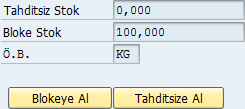 Tahditsiz Stok 0,000
Bloke Stok 100,000
Ö.B. KG
Blokeye Al Tahditsize Al